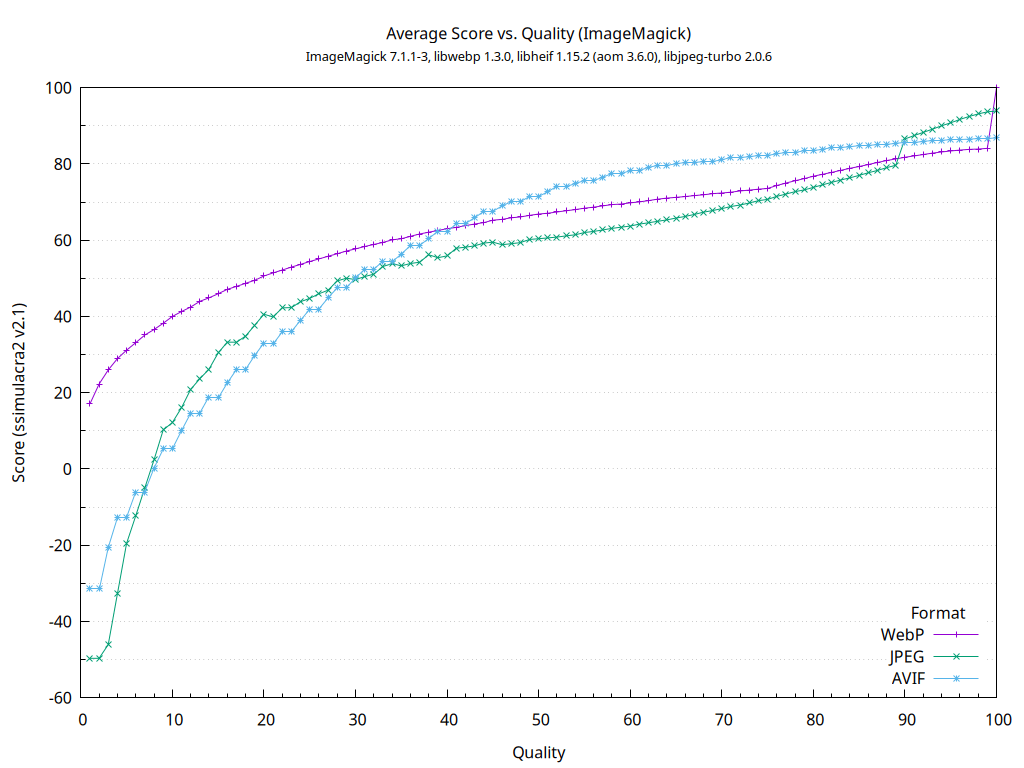 Average Score vs. Quality (ImageMagick)
ImageMagick 7.1.1-3, libwebp 1.3.0, libheif 1.15.2 (aom 3.6.0), libjpeg-turbo 2.0.6
100
80
60
40
20
0
-20
-40
-60
Score (ssimulacra2 v2.1)
Format
WebP
JPEG
AVIF
0 10 20 30 40 50 60 70 80 90 100
Quality